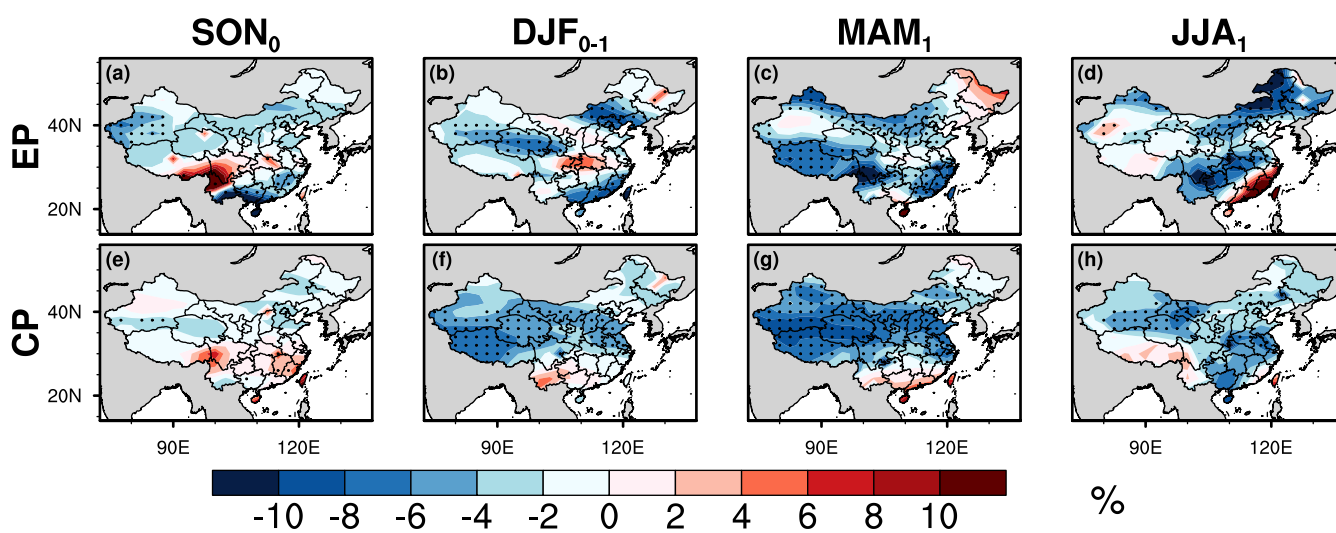 SON₀ DJF₀₋₁ MAM₁ JJA₁
EP
(a) (b) (c) (d)
40N
20N
CP
(e) (f) (g) (h)
40N
20N
90E 120E 90E 120E 90E 120E 90E 120E
-10 -8 -6 -4 -2 0 2 4 6 8 10 %